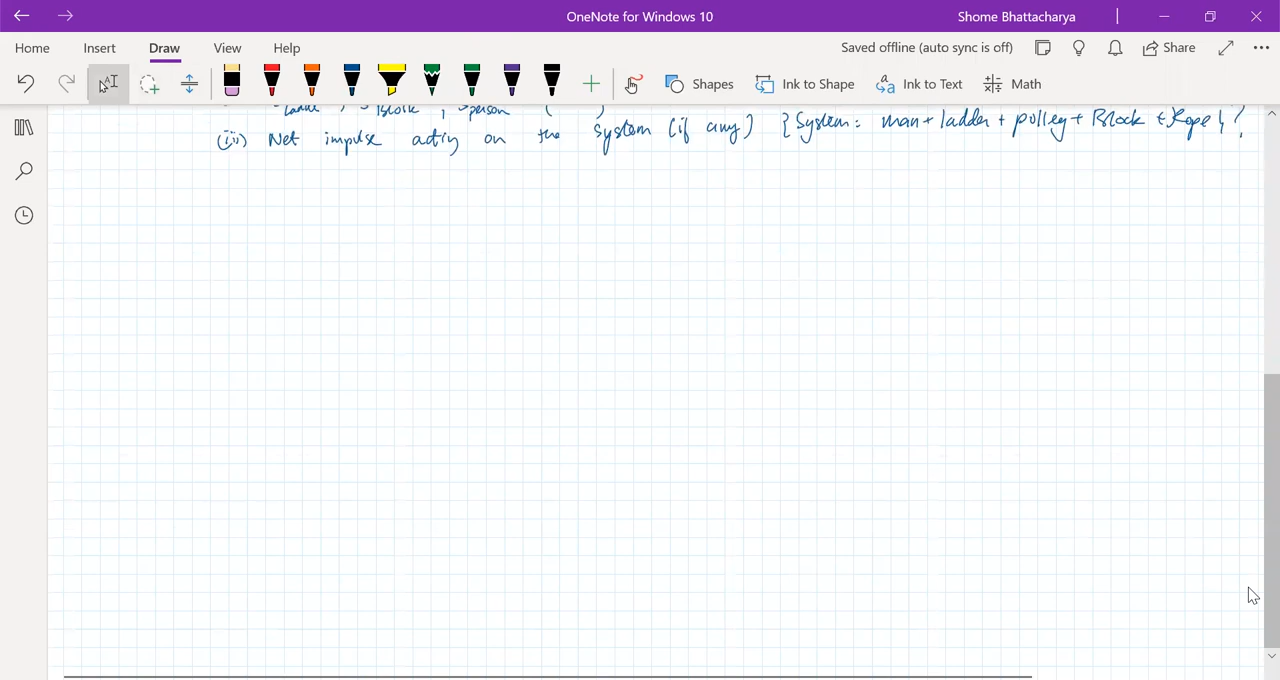 OneNote for Windows 10
Shome Bhattacharya
Home Insert Draw View Help
Saved offline (auto sync is off)
Share
Shapes
Ink to Shape
Ink to Text
Math
Block, person
(iii) Net impulse acting on the system (if any) {System: man + ladder + pulley + Block + Rope} ?